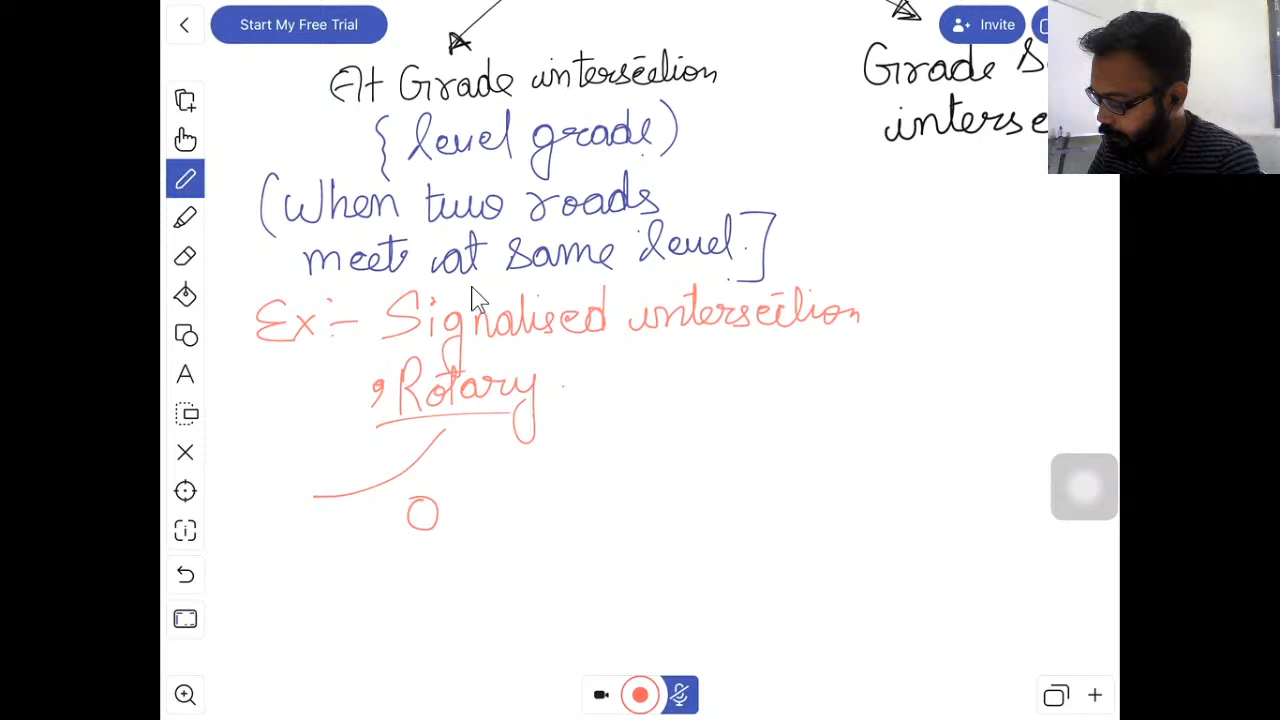 Start My Free Trial
Invite
At Grade intersection
{ level grade)
(When two roads
meet at same level.]
Ex:- Signalised intersection
, Rotary
Grade S
interse